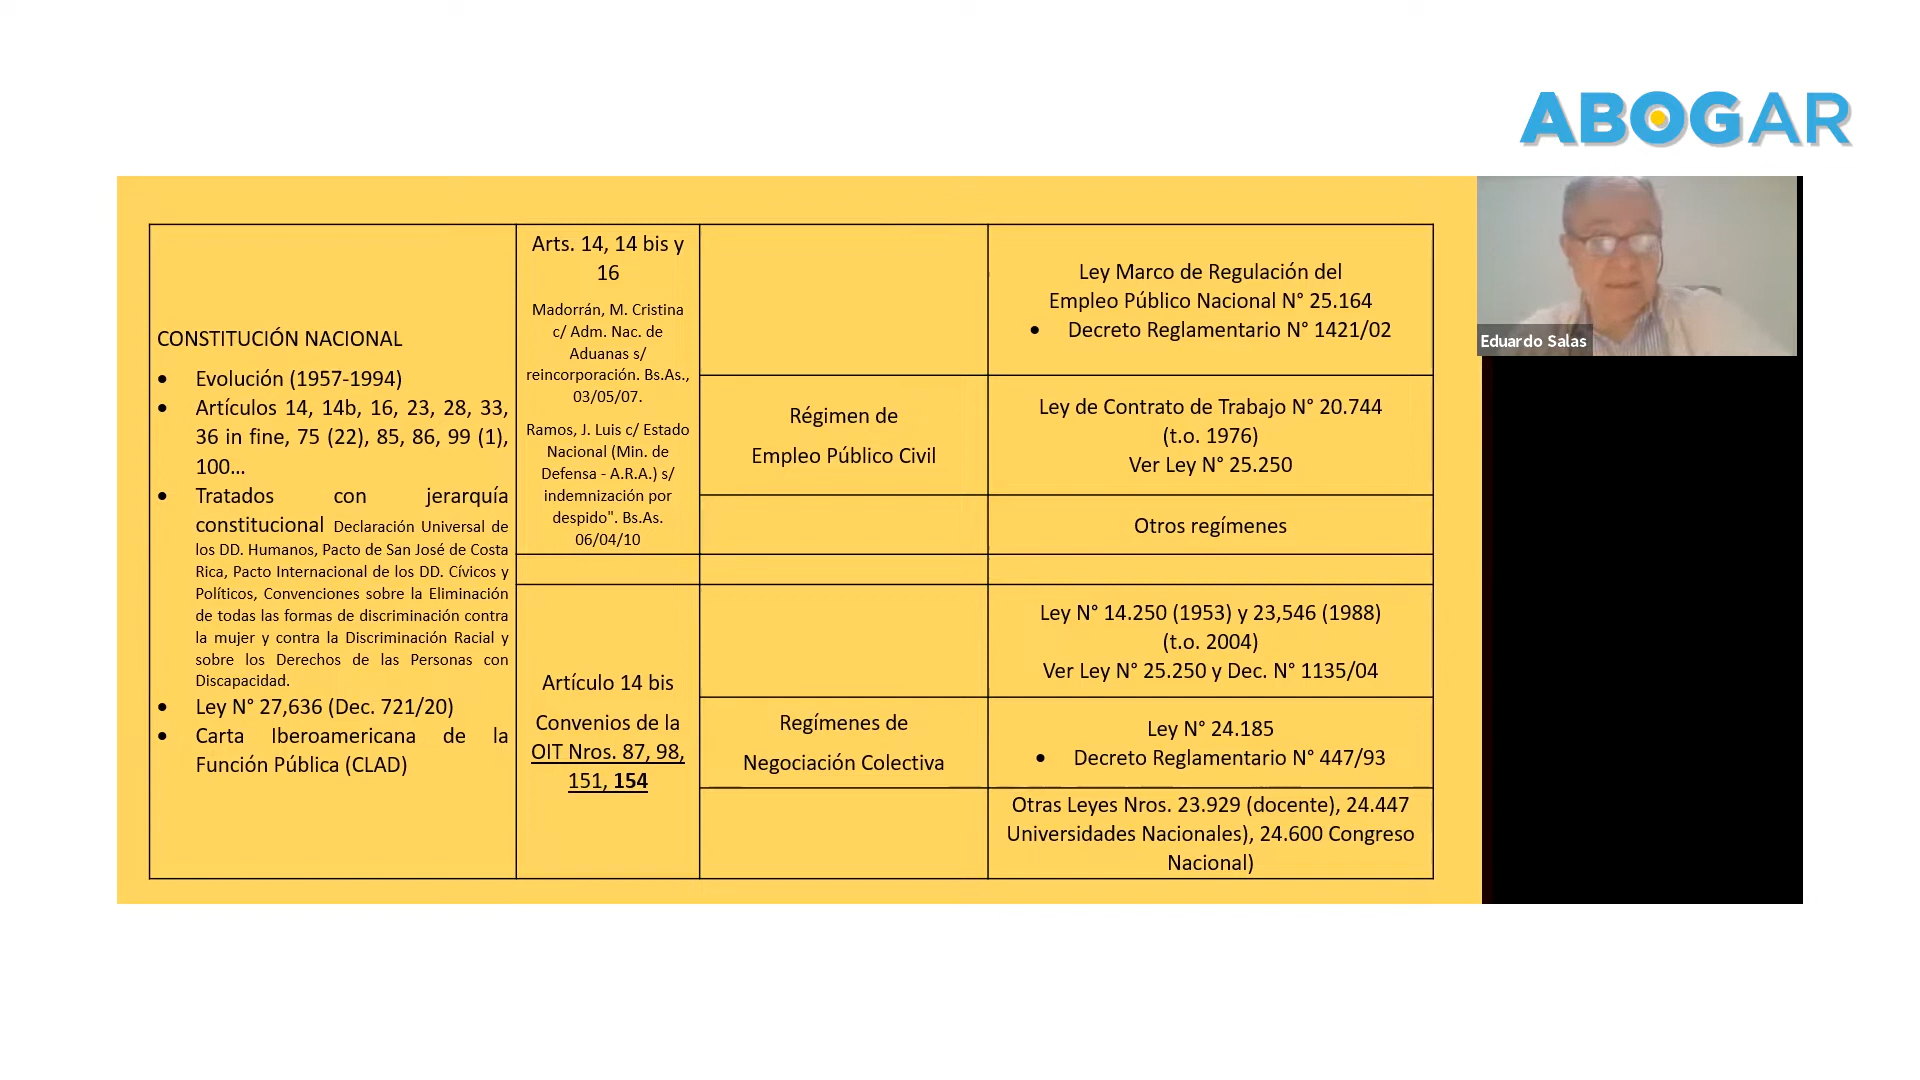 ABOGAR
CONSTITUCIÓN NACIONAL
• Evolución (1957-1994)
• Artículos 14, 14b, 16, 23, 28, 33,
36 in fine, 75 (22), 85, 86, 99 (1),
100...
• Tratados con jerarquía
constitucional Declaración Universal de
los DD. Humanos, Pacto de San José de Costa
Rica, Pacto Internacional de los DD. Cívicos y
Políticos, Convenciones sobre la Eliminación
de todas las formas de discriminación contra
la mujer y contra la Discriminación Racial y
sobre los Derechos de las Personas con
Discapacidad.
• Ley N° 27,636 (Dec. 721/20)
• Carta Iberoamericana de la
Función Pública (CLAD)
Arts. 14, 14 bis y
16
Madorrán, M. Cristina
c/ Adm. Nac. de
Aduanas s/
reincorporación. Bs.As.,
03/05/07.
Ramos, J. Luis c/ Estado
Nacional (Min. de
Defensa - A.R.A.) s/
indemnización por
despido". Bs.As.
06/04/10
Régimen de
Empleo Público Civil
Ley Marco de Regulación del
Empleo Público Nacional N° 25.164
• Decreto Reglamentario N° 1421/02
Ley de Contrato de Trabajo N° 20.744
(t.o. 1976)
Ver Ley N° 25.250
Otros regímenes
Artículo 14 bis
Convenios de la
OIT Nros. 87, 98,
151, 154
Regímenes de
Negociación Colectiva
Ley N° 14.250 (1953) y 23,546 (1988)
(t.o. 2004)
Ver Ley N° 25.250 y Dec. N° 1135/04
Ley N° 24.185
• Decreto Reglamentario N° 447/93
Otras Leyes Nros. 23.929 (docente), 24.447
Universidades Nacionales), 24.600 Congreso
Nacional)
Eduardo Salas